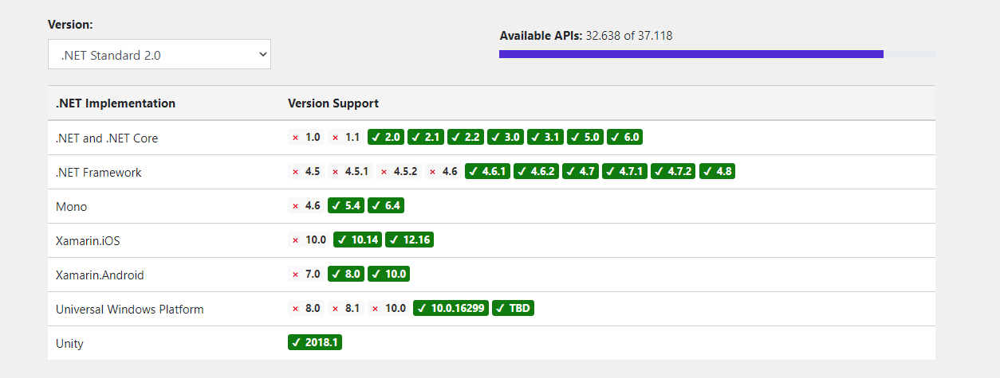 Version:
Available APIs: 32.638 of 37.118
.NET Standard 2.0
.NET Implementation Version Support
.NET and .NET Core × 1.0 × 1.1 ✓ 2.0 ✓ 2.1 ✓ 2.2 ✓ 3.0 ✓ 3.1 ✓ 5.0 ✓ 6.0
.NET Framework × 4.5 × 4.5.1 × 4.5.2 × 4.6 ✓ 4.6.1 ✓ 4.6.2 ✓ 4.7 ✓ 4.7.1 ✓ 4.7.2 ✓ 4.8
Mono × 4.6 ✓ 5.4 ✓ 6.4
Xamarin.iOS × 10.0 ✓ 10.14 ✓ 12.16
Xamarin.Android × 7.0 ✓ 8.0 ✓ 10.0
Universal Windows Platform × 8.0 × 8.1 × 10.0 ✓ 10.0.16299 ✓ TBD
Unity ✓ 2018.1